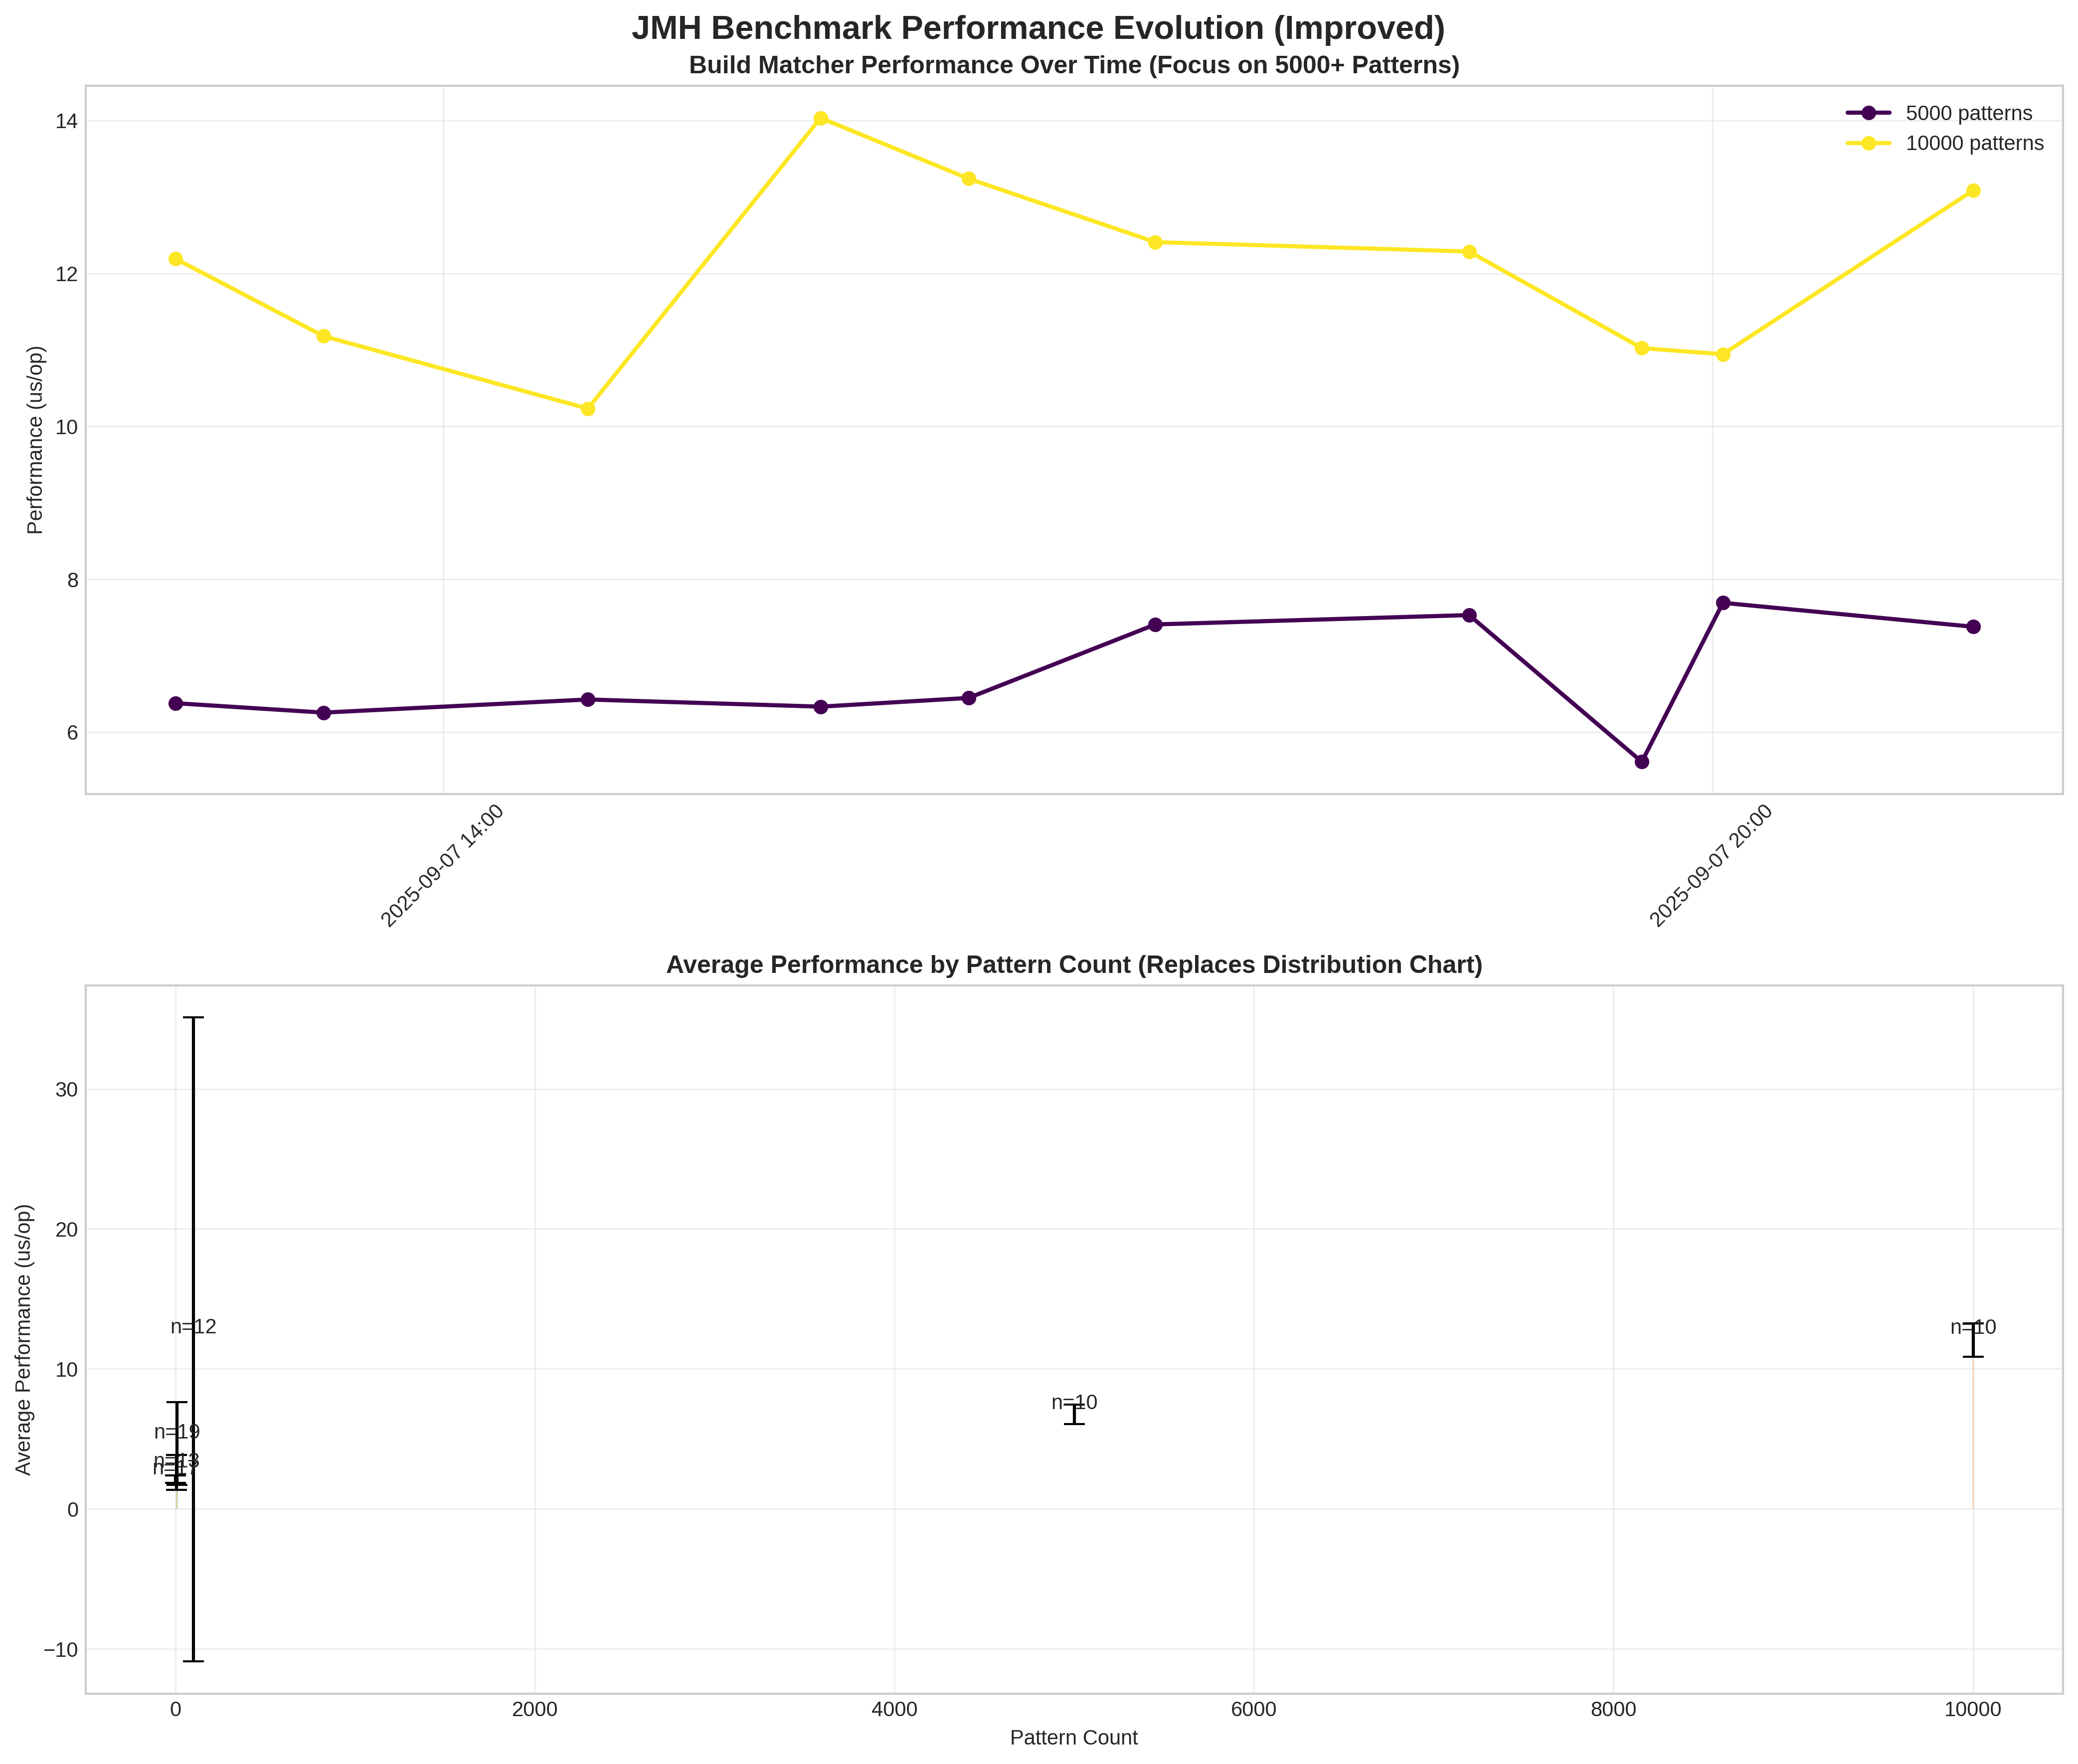 JMH Benchmark Performance Evolution (Improved)
Build Matcher Performance Over Time (Focus on 5000+ Patterns)
5000 patterns
10000 patterns
Performance (us/op)
14
12
10
8
6
2025-09-07 14:00
2025-09-07 20:00
Average Performance by Pattern Count (Replaces Distribution Chart)
Average Performance (us/op)
30
20
10
0
−10
n=12
n=19
n=13
n=10
n=10
0
2000
4000
6000
8000
10000
Pattern Count